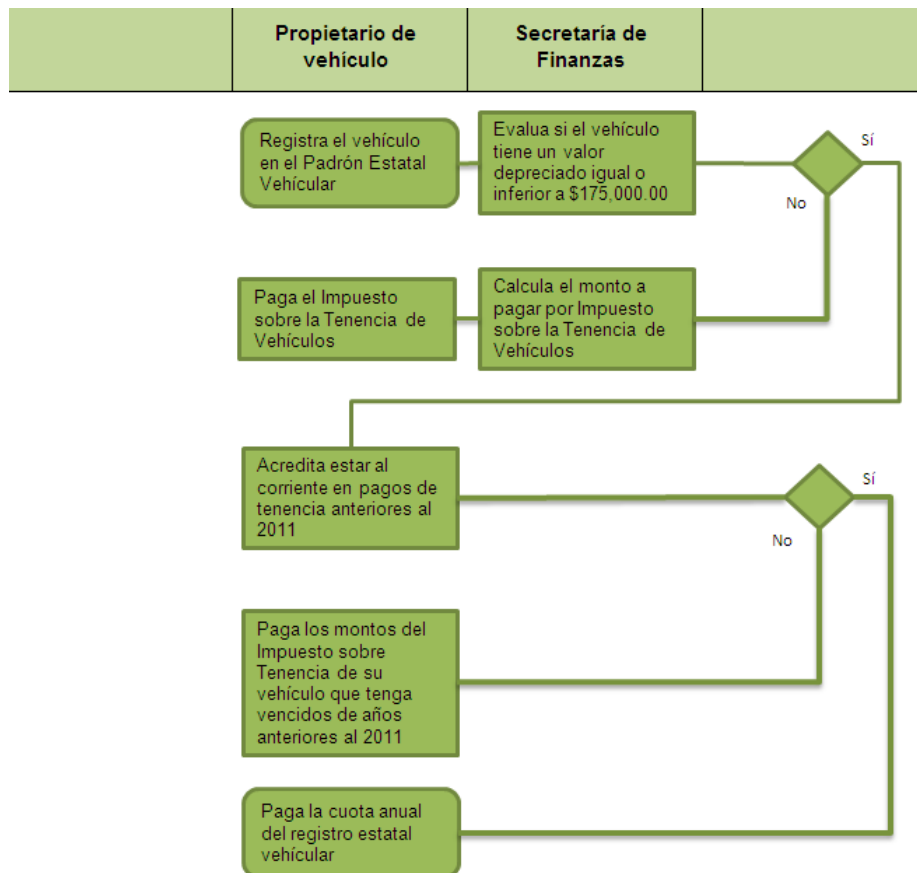 Propietario de
vehículo
Secretaría de
Finanzas
Registra el vehículo
en el Padrón Estatal
Vehícular
Evalua si el vehículo
tiene un valor
depreciado igual o
inferior a $175,000.00
Sí
No
Paga el Impuesto
sobre la Tenencia de
Vehículos
Calcula el monto a
pagar por Impuesto
sobre la Tenencia de
Vehículos
Acredita estar al
corriente en pagos de
tenencia anteriores al
2011
Sí
No
Paga los montos del
Impuesto sobre
Tenencia de su
vehículo que tenga
vencidos de años
anteriores al 2011
Paga la cuota anual
del registro estatal
vehícular